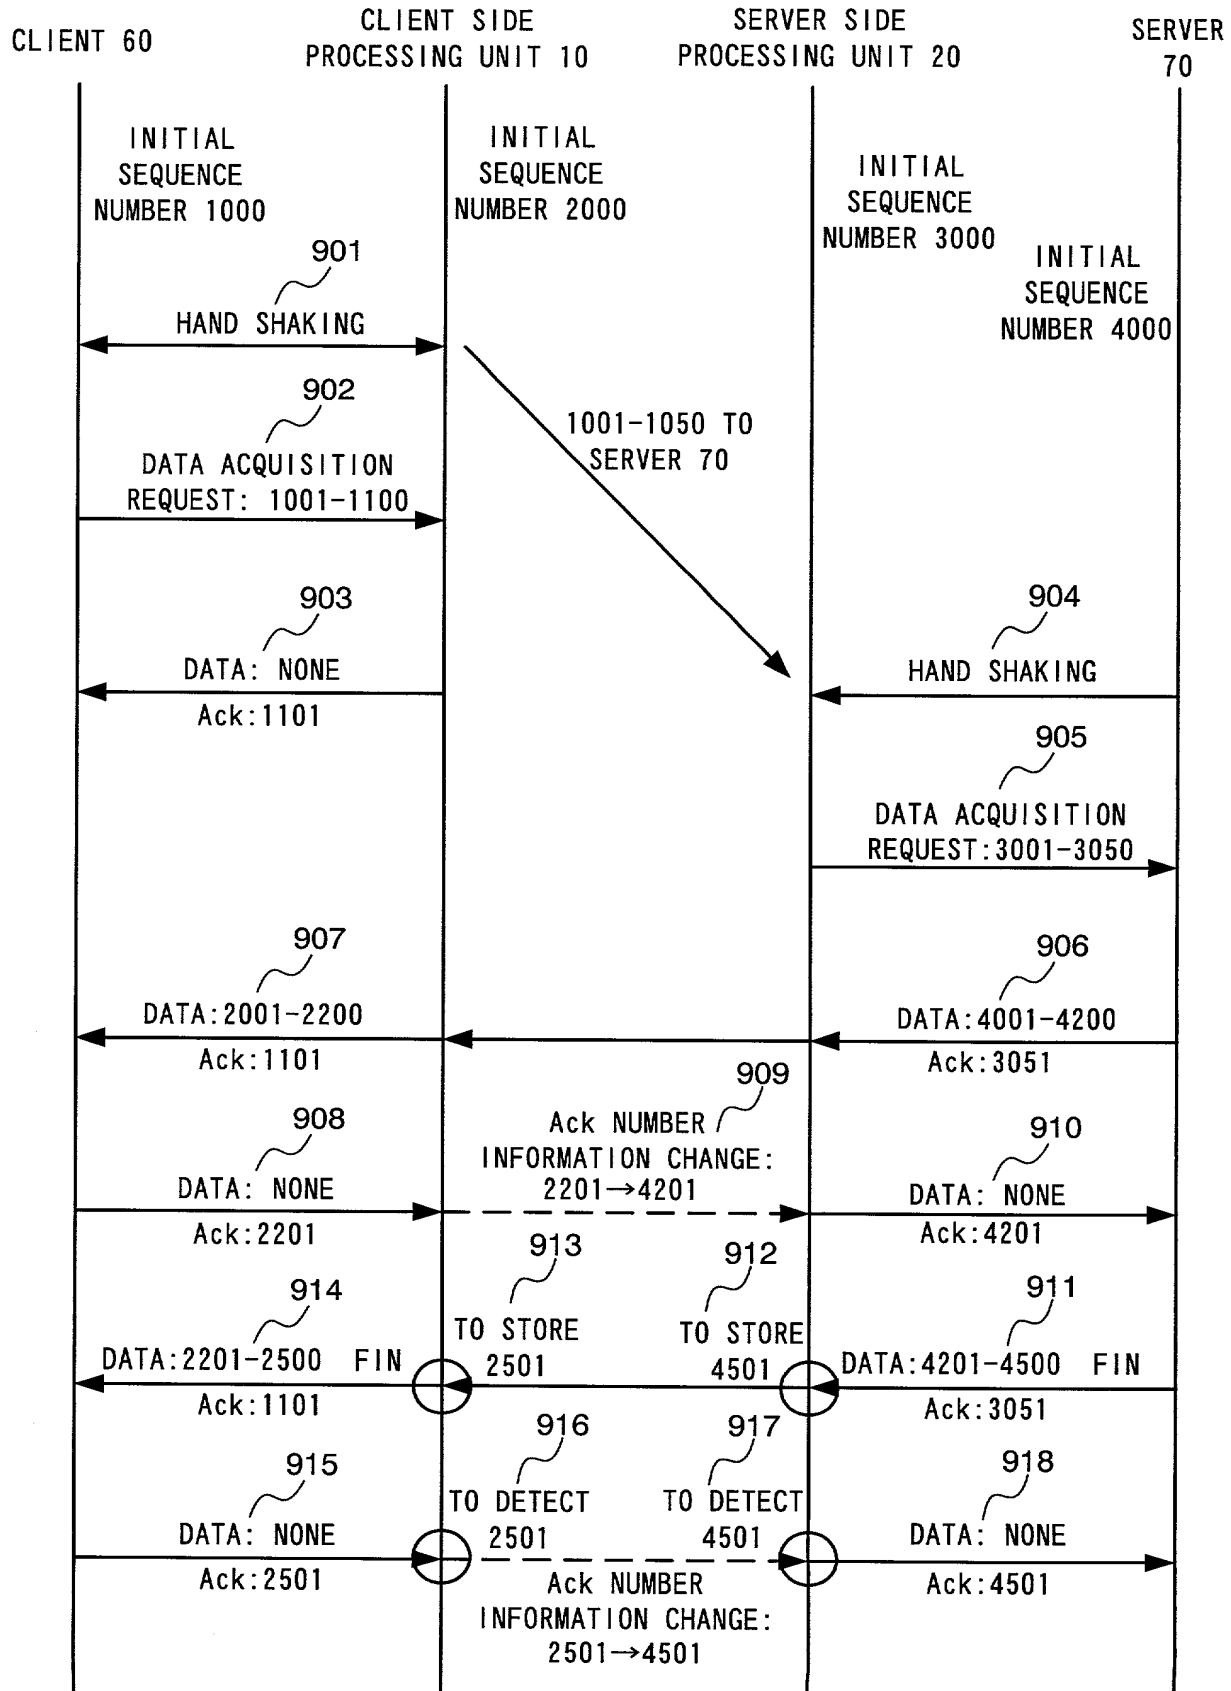 CLIENT 60
CLIENT SIDE
PROCESSING UNIT 10
SERVER SIDE
PROCESSING UNIT 20
SERVER
70
INITIAL
SEQUENCE
NUMBER 1000
INITIAL
SEQUENCE
NUMBER 2000
INITIAL
SEQUENCE
NUMBER 3000
INITIAL
SEQUENCE
NUMBER 4000
901
HAND SHAKING
902
DATA ACQUISITION
REQUEST: 1001-1100
1001-1050 TO
SERVER 70
903
DATA: NONE
Ack:1101
904
HAND SHAKING
905
DATA ACQUISITION
REQUEST:3001-3050
907
DATA:2001-2200
Ack:1101
906
DATA:4001-4200
Ack:3051
908
DATA: NONE
Ack:2201
909
Ack NUMBER
INFORMATION CHANGE:
2201→4201
910
DATA: NONE
Ack:4201
914
DATA:2201-2500 FIN
Ack:1101
913
TO STORE
2501
912
TO STORE
4501
911
DATA:4201-4500 FIN
Ack:3051
915
DATA: NONE
Ack:2501
916
TO DETECT
2501
917
TO DETECT
4501
Ack NUMBER
INFORMATION CHANGE:
2501→4501
918
DATA: NONE
Ack:4501